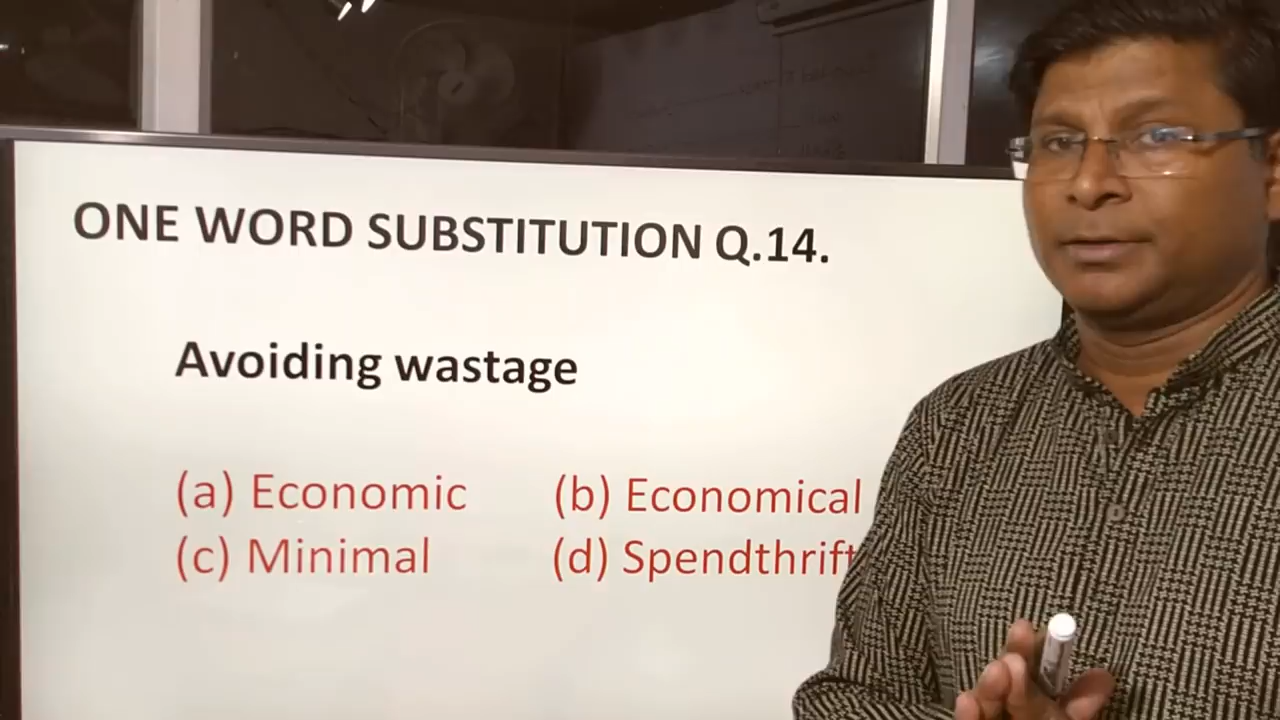 ONE WORD SUBSTITUTION Q.14.
Avoiding wastage
(a) Economic (b) Economical
(c) Minimal (d) Spendthrift